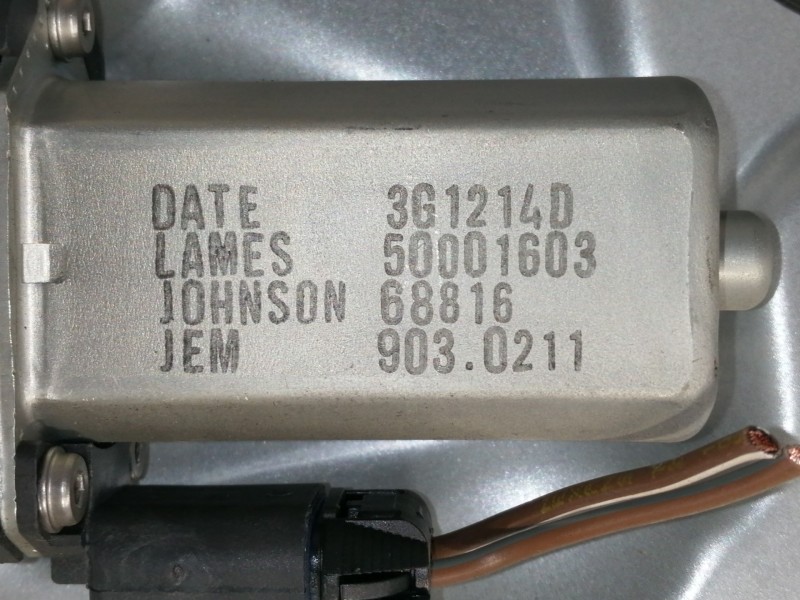 DATE 3G1214D
LAMES 50001603
JOHNSON 68816
JEM 903.0211